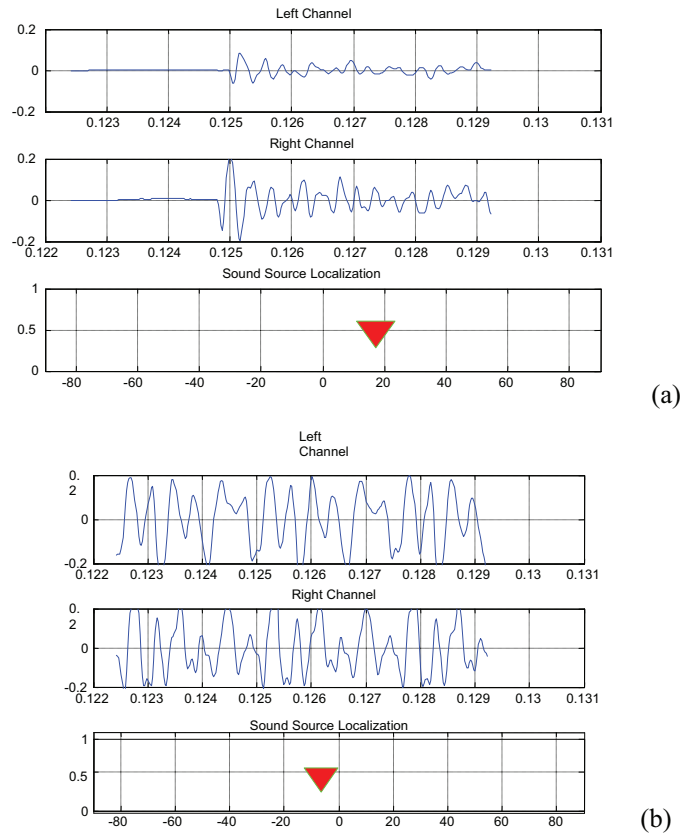 Left Channel
0.2
0
-0.2
0.123 0.124 0.125 0.126 0.127 0.128 0.129 0.13 0.131
Right Channel
0.2
0
-0.2
0.122 0.123 0.124 0.125 0.126 0.127 0.128 0.129 0.13 0.131
Sound Source Localization
1
0.5
0
-80 -60 -40 -20 0 20 40 60 80
(a)
Left
Channel
0.
2
0
-0.2
0.122 0.123 0.124 0.125 0.126 0.127 0.128 0.129 0.13 0.131
Right Channel
0.
2
0
-0.2
0.122 0.123 0.124 0.125 0.126 0.127 0.128 0.129 0.13 0.131
Sound Source Localization
1
0.5
0
-80 -60 -40 -20 0 20 40 60 80
(b)